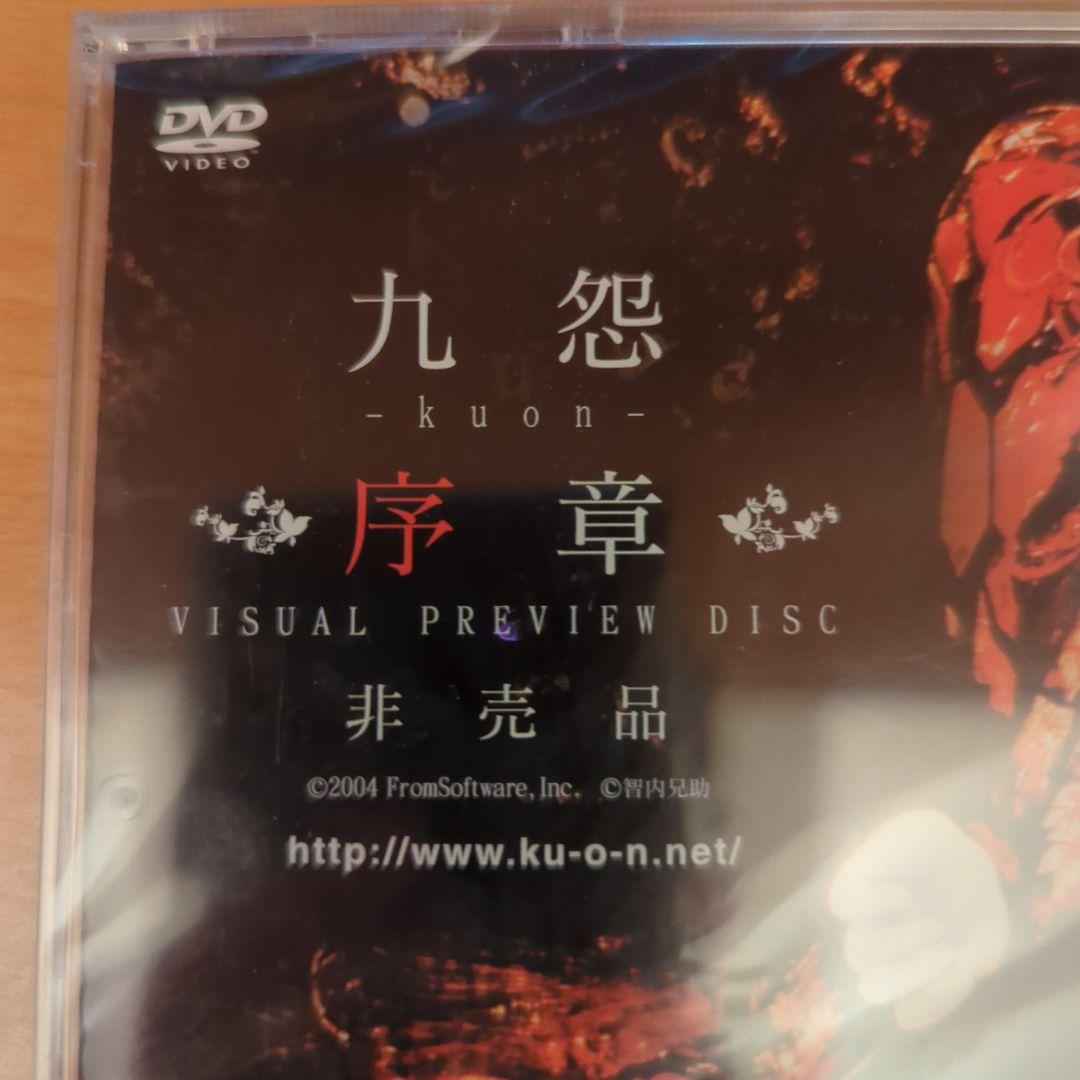 DVD
VIDEO
九怨
-kuon-
序章
VISUAL PREVIEW DISC
非売品
©2004 FromSoftware, Inc. ©智内兄助
http://www.ku-o-n.net/